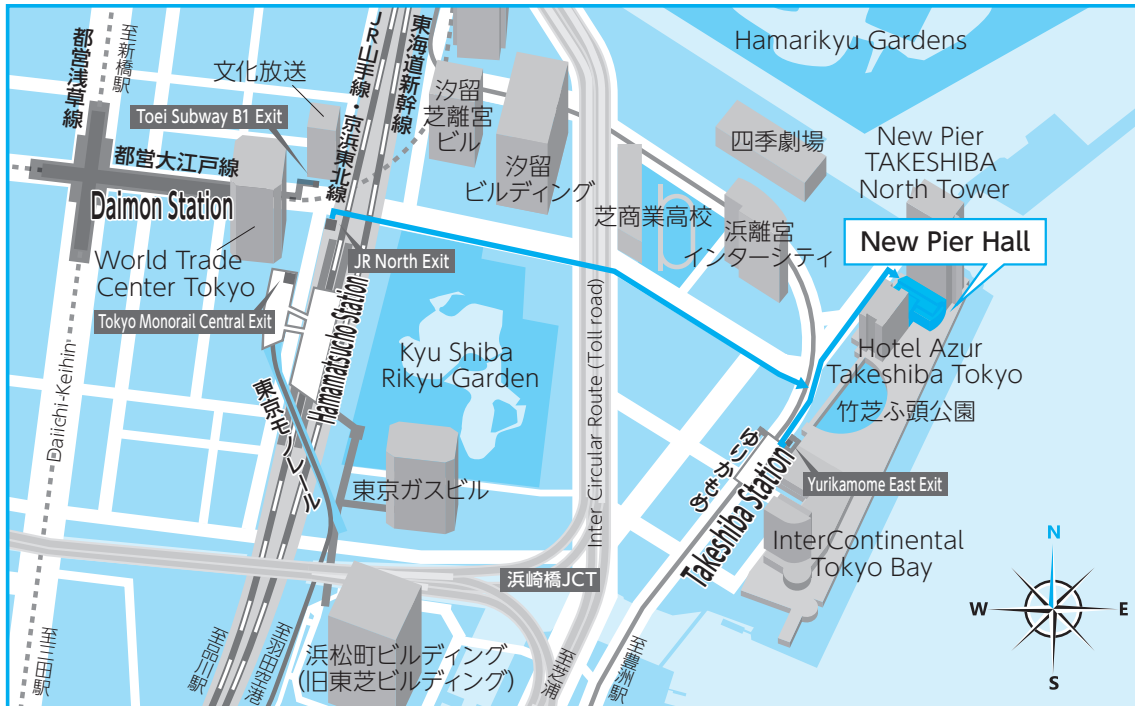 至新橋駅
都営浅草線
文化放送
JR山手線・京浜東北線
東海道新幹線
汐留
芝離宮
ビル
汐留
ビルディング
Hamarikyu Gardens
四季劇場
New Pier
TAKESHIBA
North Tower
Toei Subway B1 Exit
都営大江戸線
Daimon Station
芝商業高校
浜離宮
インターシティ
New Pier Hall
World Trade
Center Tokyo
JR North Exit
Tokyo Monorail Central Exit
Hamamatsucho Station
Kyu Shiba
Rikyu Garden
Inter Circular Route (Toll road)
Hotel Azur
Takeshiba Tokyo
竹芝ふ頭公園
Daiichi-Keihin
東京モノレール
東京ガスビル
ゆりかもめ
Takeshiba Station
Yurikamome East Exit
InterContinental
Tokyo Bay
浜崎橋JCT
浜松町ビルディング
(旧東芝ビルディング)
至三田駅
至品川駅
至羽田空港
至芝浦
至豊洲駅
N
W
E
S